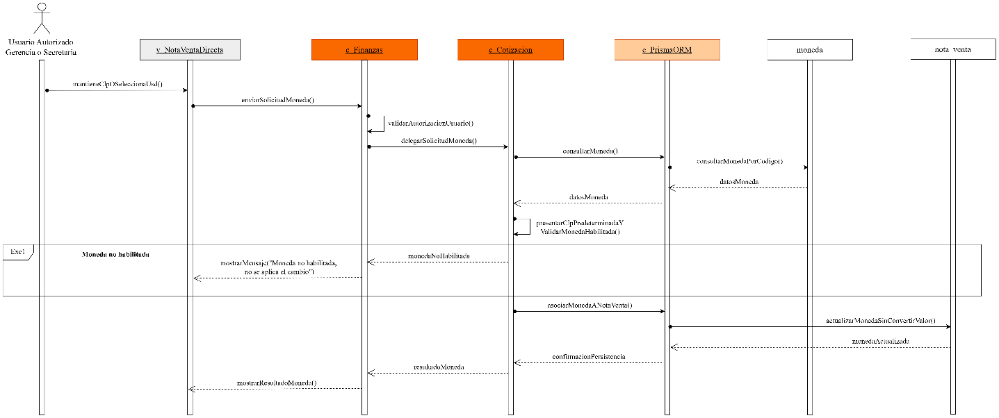 Usuario Autorizado
Gerencia o Secretaria
v_NotaVentaDirecta
c_Finanzas
c_Cotizacion
c_PrismaORM
moneda
nota_venta
mantieneClpOSeleccionaUsd()
enviarSolicitudMoneda()
validarAutorizacionUsuario()
delegarSolicitudMoneda()
consultarMoneda()
consultarMonedaPorCodigo()
datosMoneda
datosMoneda
presentarClpPredeterminadaY
ValidarMonedaHabilitada()
Exc1
Moneda no habilitada
monedaNoHabilitada
mostrarMensaje("Moneda no habilitada,
no se aplica el cambio")
asociarMonedaANotaVenta()
actualizarMonedaSinConvertirValor()
monedaActualizada
confirmacionPersistencia
resultadoMoneda
mostrarResultadoMoneda()